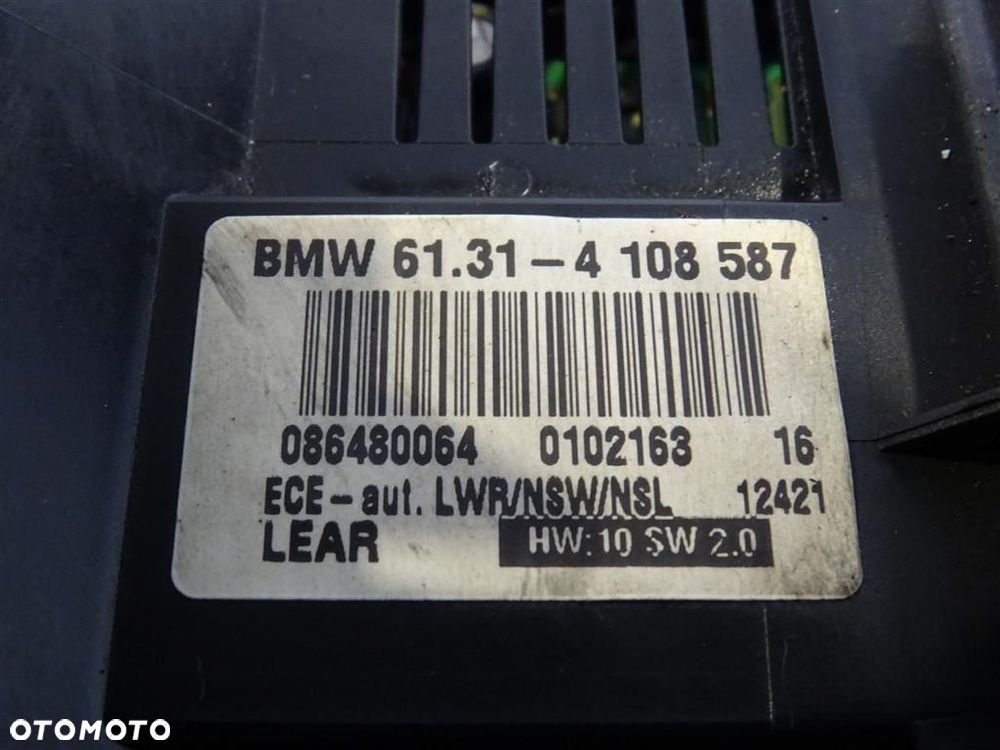 BMW 61.31-4 108 587
086480064 0102163 16
ECE-aut. LWR/NSW/NSL 12421
LEAR HW:10 SW 2.0
OTOMOTO